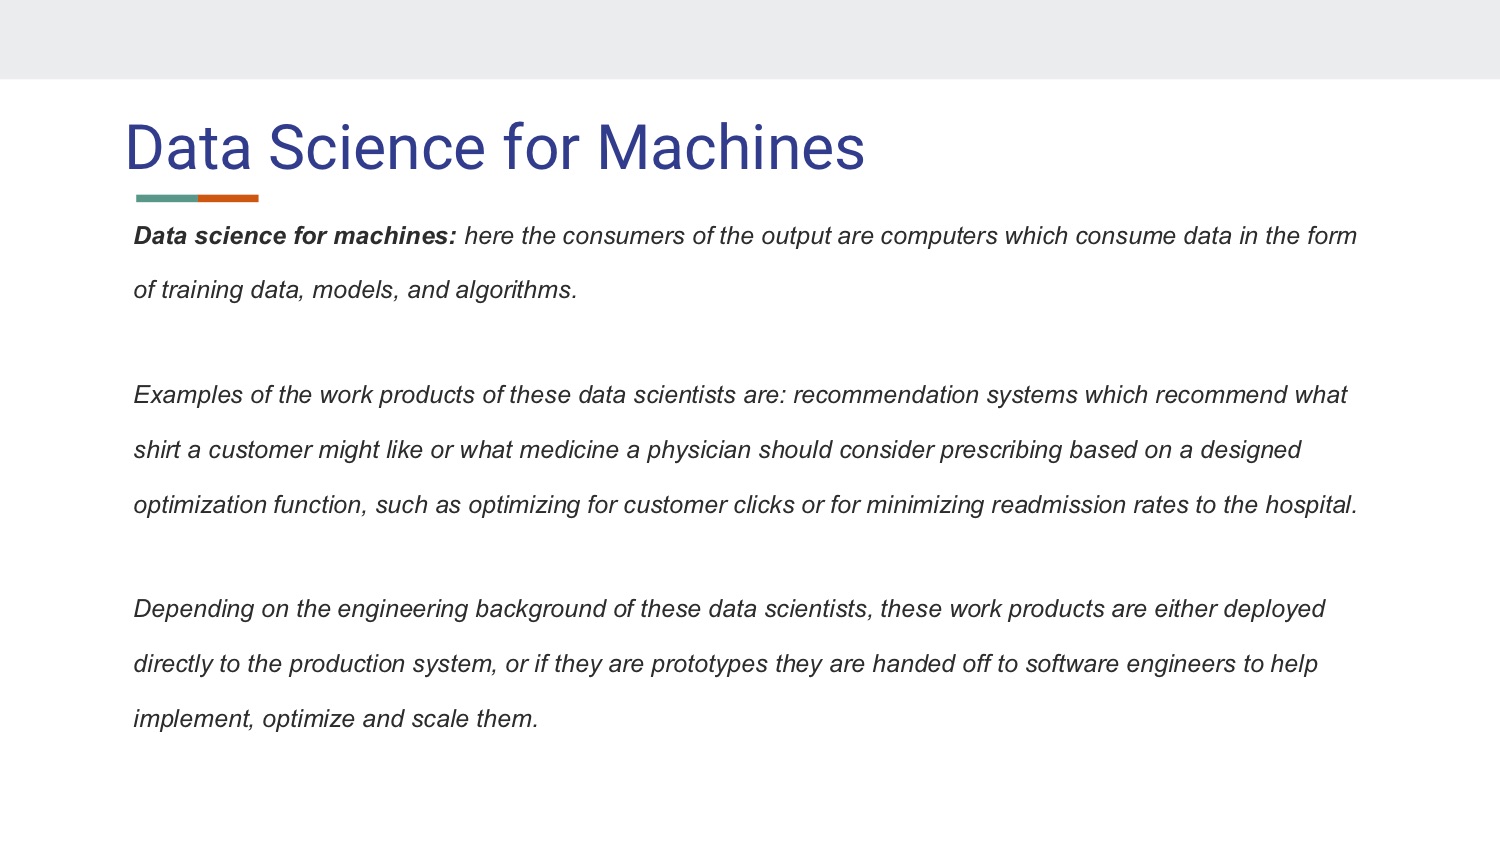 Data Science for Machines
Data science for machines: here the consumers of the output are computers which consume data in the form
of training data, models, and algorithms.
Examples of the work products of these data scientists are: recommendation systems which recommend what
shirt a customer might like or what medicine a physician should consider prescribing based on a designed
optimization function, such as optimizing for customer clicks or for minimizing readmission rates to the hospital.
Depending on the engineering background of these data scientists, these work products are either deployed
directly to the production system, or if they are prototypes they are handed off to software engineers to help
implement, optimize and scale them.